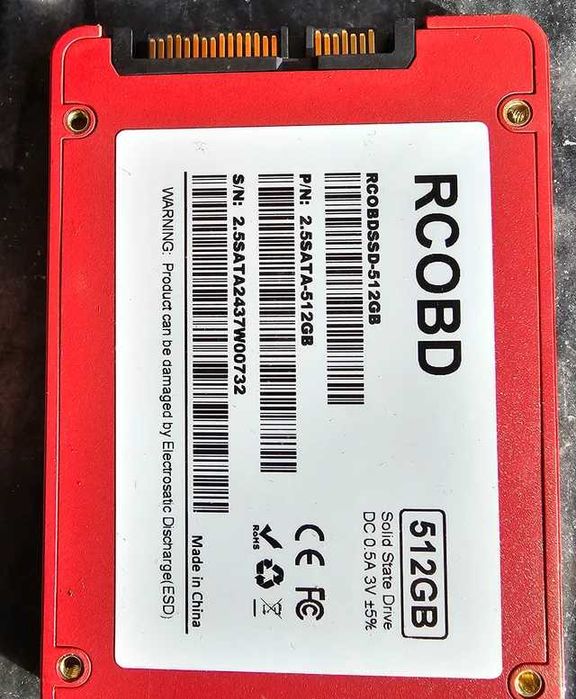 RCOBD
512GB
Solid State Drive
DC 0.5A 3V ±5%
RCOBDSSD-512GB
P/N: 2.5SATA-512GB
S/N: 2.5SATA2437W00732
CE FC
RoHS
Made in China
WARNING: Product can be damaged by Electrosatic Discharge(ESD)